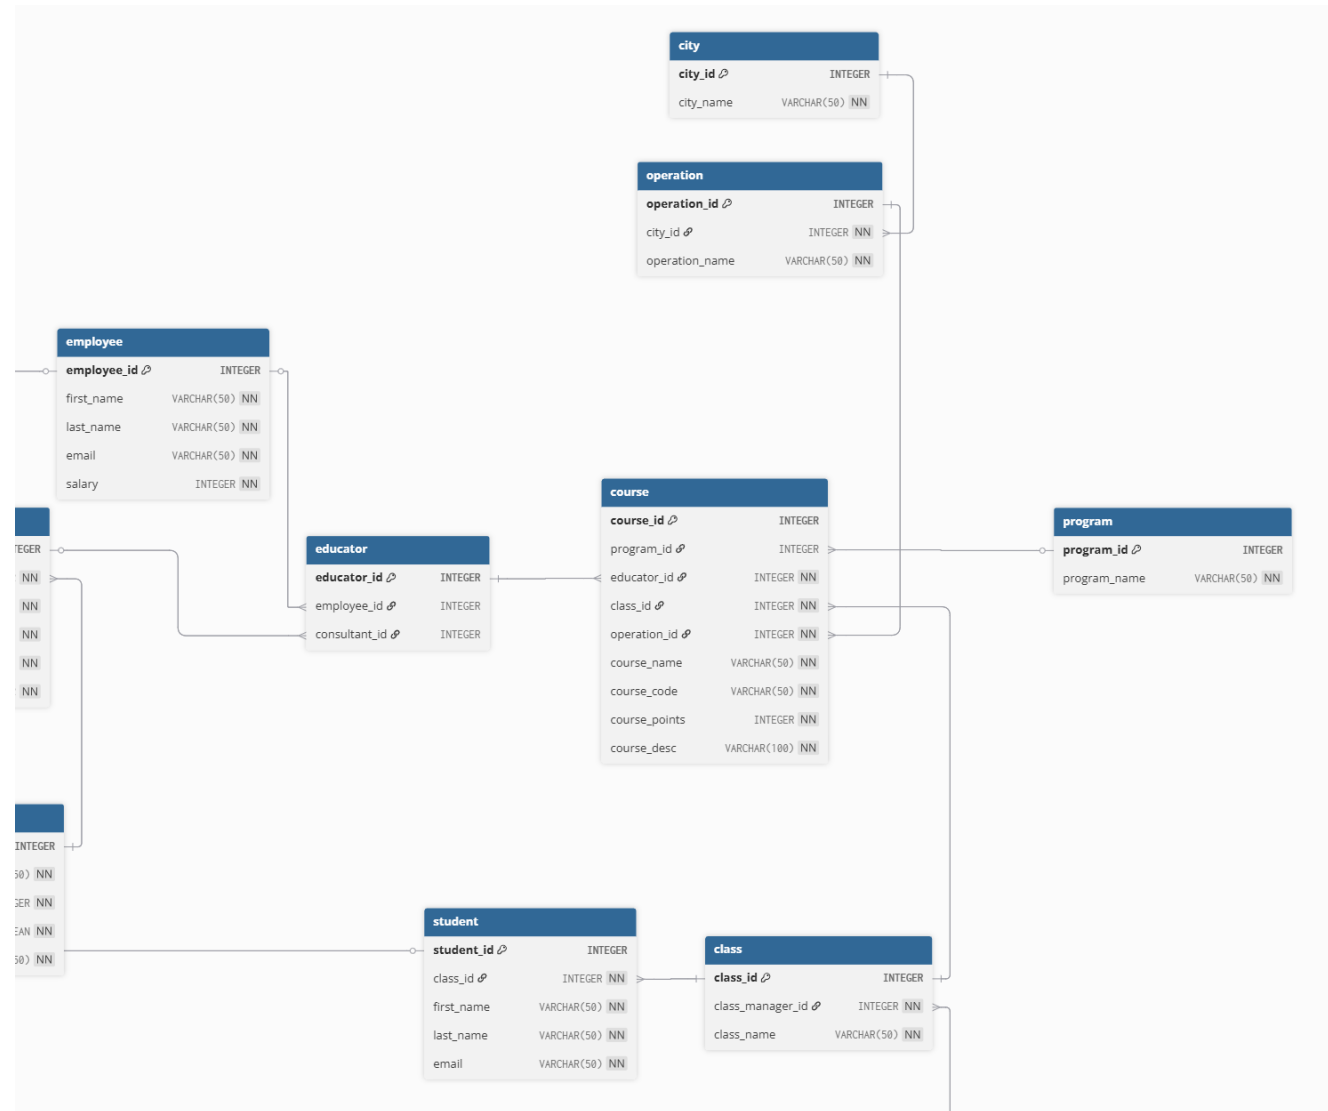 city
city_id INTEGER
city_name VARCHAR(50) NN
operation
operation_id INTEGER
city_id INTEGER NN
operation_name VARCHAR(50) NN
employee
employee_id INTEGER
first_name VARCHAR(50) NN
last_name VARCHAR(50) NN
email VARCHAR(50) NN
salary INTEGER NN
TEGER
NN
NN
NN
NN
NN
educator
educator_id INTEGER
employee_id INTEGER
consultant_id INTEGER
course
course_id INTEGER
program_id INTEGER
educator_id INTEGER NN
class_id INTEGER NN
operation_id INTEGER NN
course_name VARCHAR(50) NN
course_code VARCHAR(50) NN
course_points INTEGER NN
course_desc VARCHAR(100) NN
program
program_id INTEGER
program_name VARCHAR(50) NN
INTEGER
50) NN
GER NN
EAN NN
50) NN
student
student_id INTEGER
class_id INTEGER NN
first_name VARCHAR(50) NN
last_name VARCHAR(50) NN
email VARCHAR(50) NN
class
class_id INTEGER
class_manager_id INTEGER NN
class_name VARCHAR(50) NN